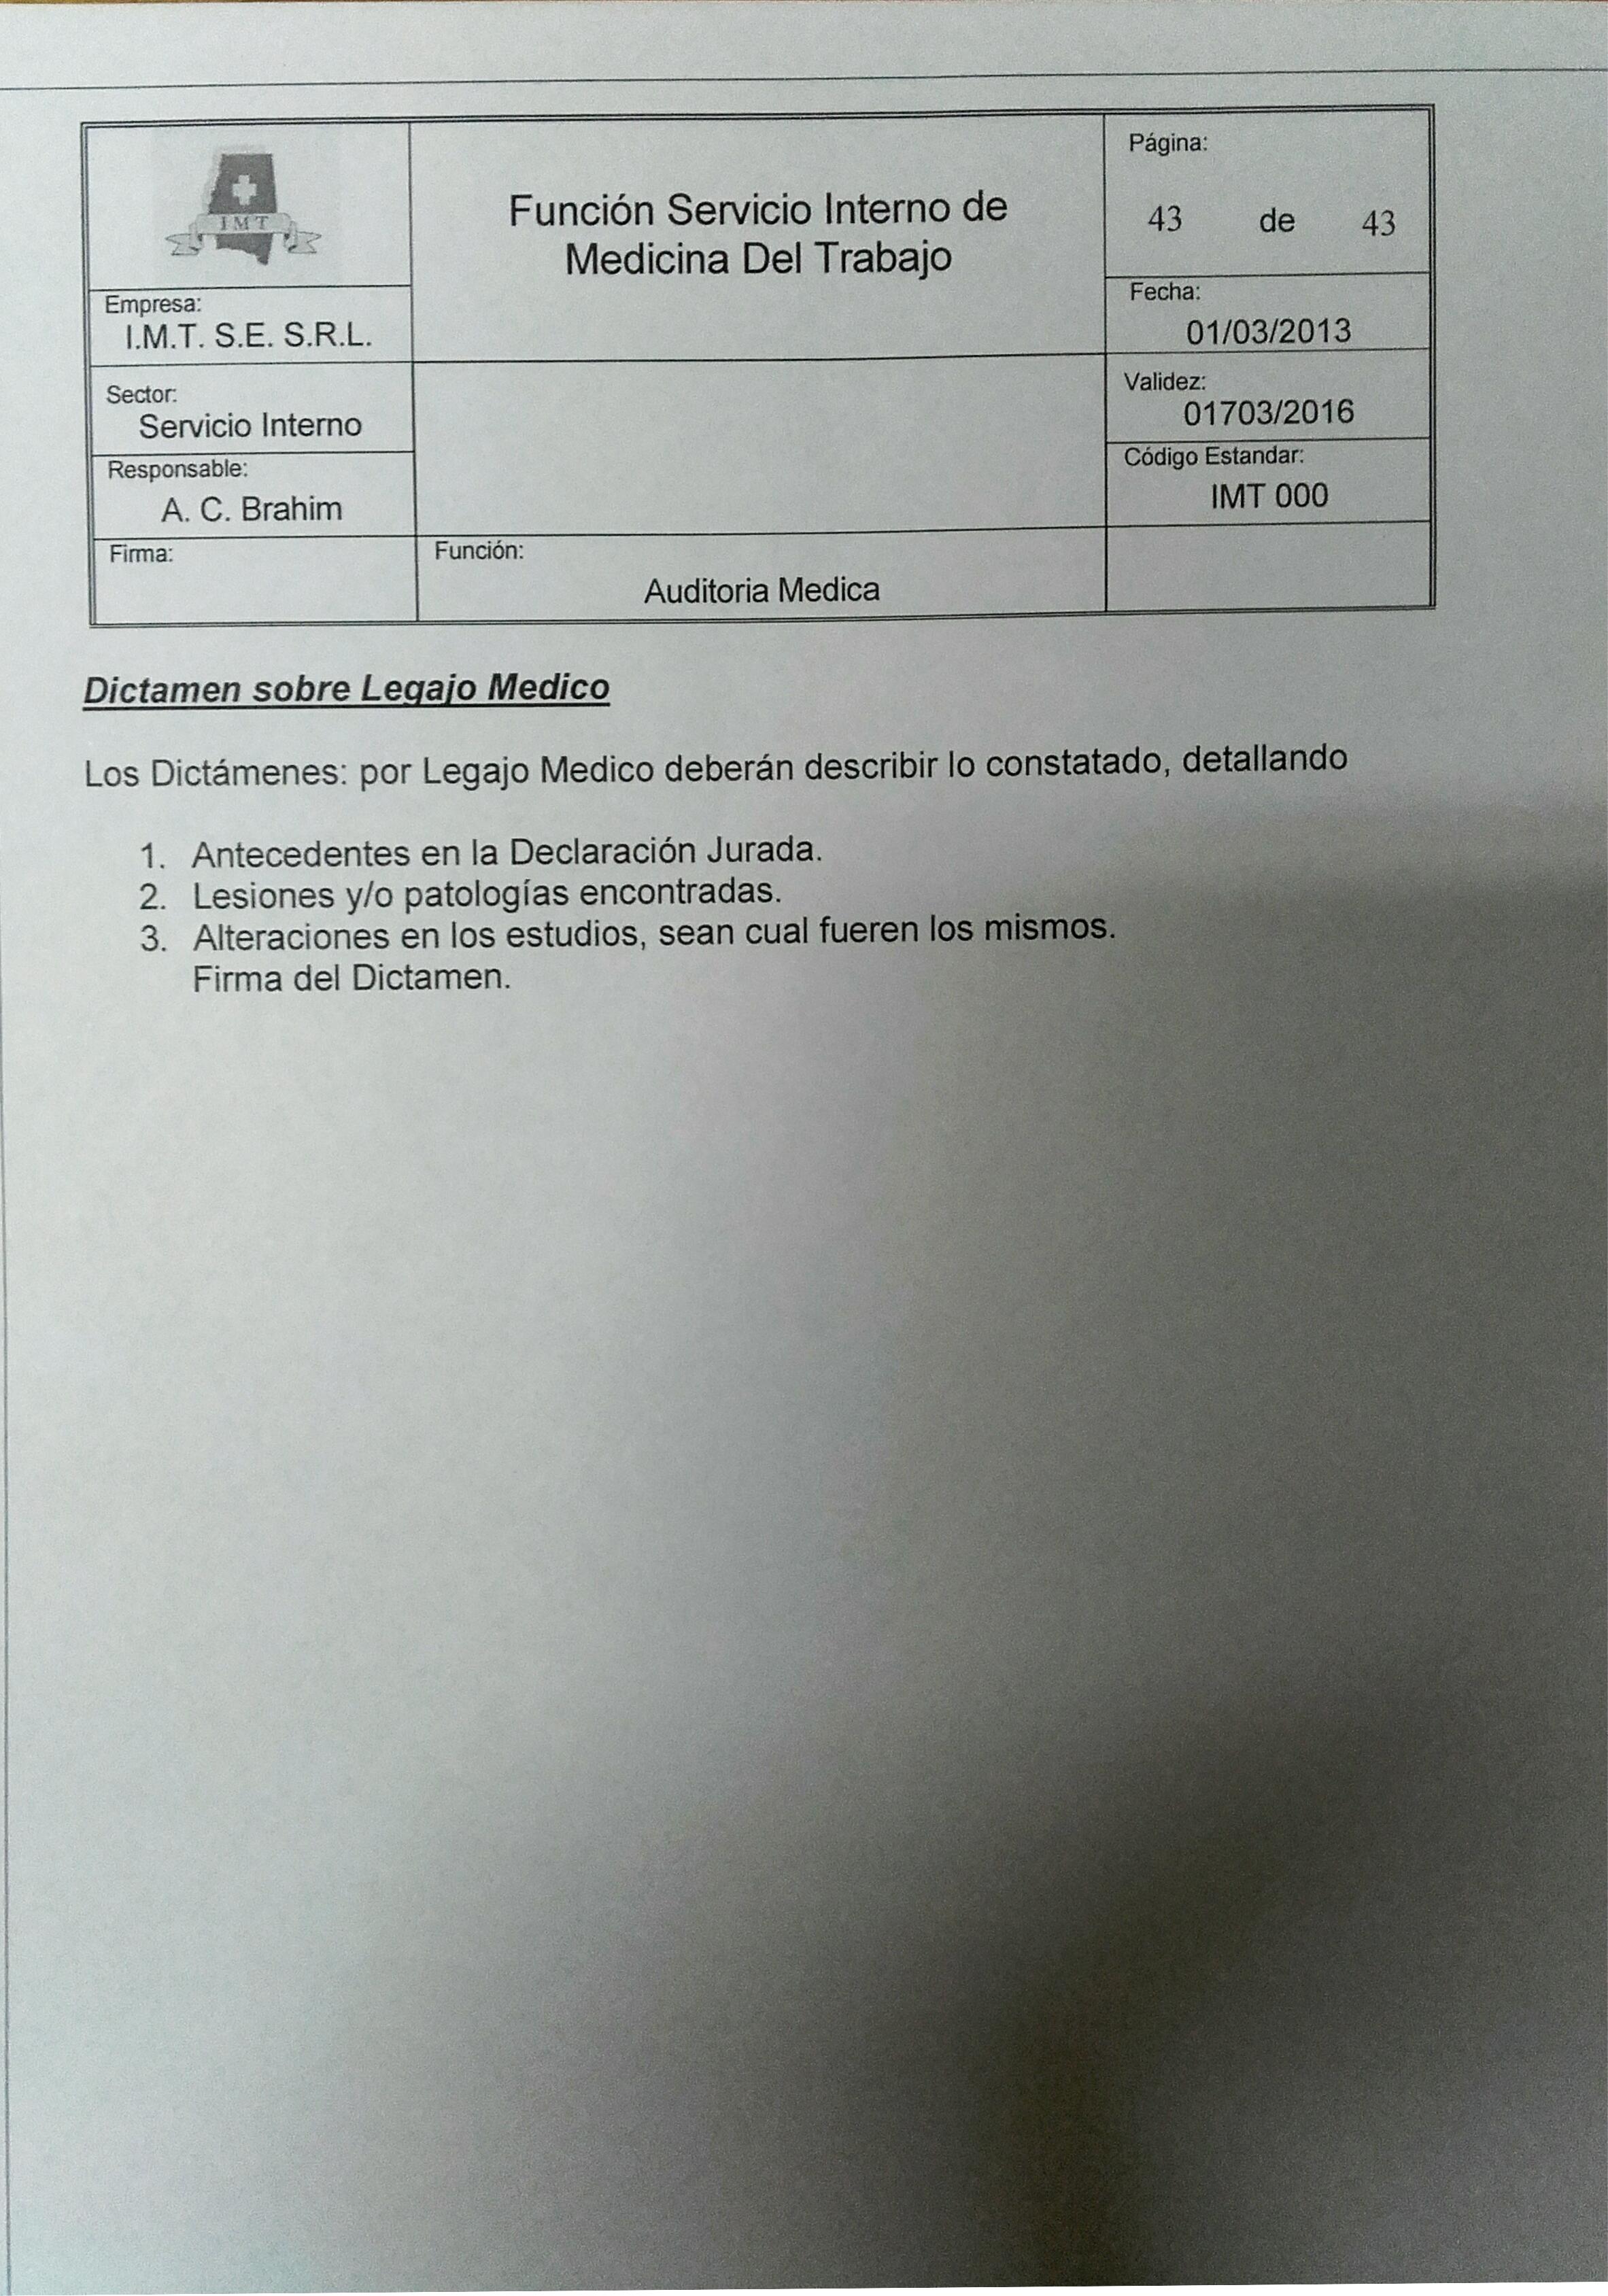 IMT
Función Servicio Interno de
Medicina Del Trabajo
Página:
43 de 43
Empresa:
I.M.T. S.E. S.R.L.
Fecha:
01/03/2013
Sector:
Servicio Interno
Validez:
01703/2016
Responsable:
A. C. Brahim
Código Estandar:
IMT 000
Firma:
Función:
Auditoria Medica
Dictamen sobre Legajo Medico
Los Dictámenes: por Legajo Medico deberán describir lo constatado, detallando
1. Antecedentes en la Declaración Jurada.
2. Lesiones y/o patologías encontradas.
3. Alteraciones en los estudios, sean cual fueren los mismos.
Firma del Dictamen.